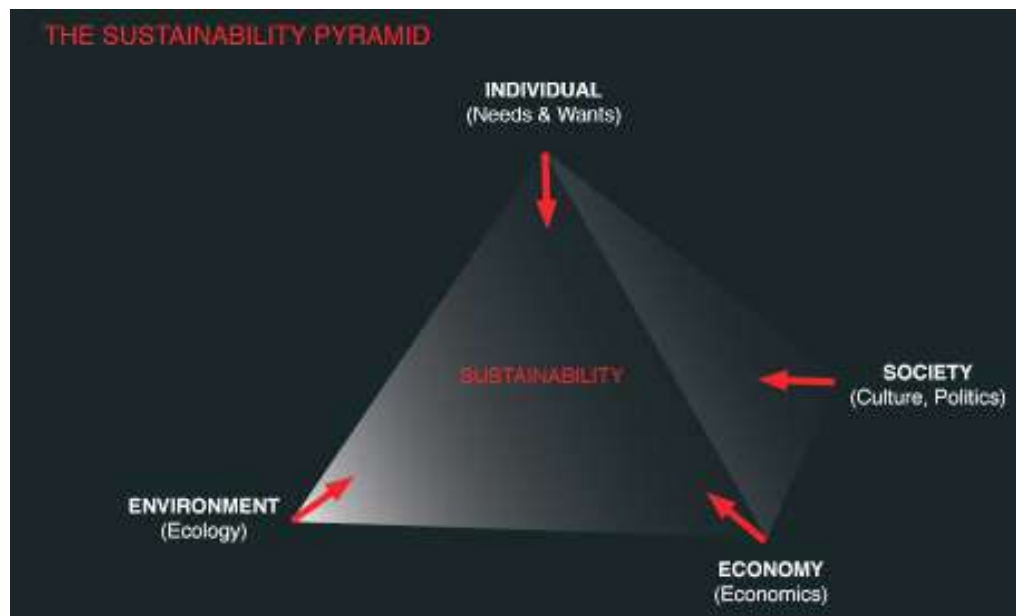 THE SUSTAINABILITY PYRAMID
INDIVIDUAL
(Needs & Wants)
SUSTAINABILITY
SOCIETY
(Culture, Politics)
ENVIRONMENT
(Ecology)
ECONOMY
(Economics)